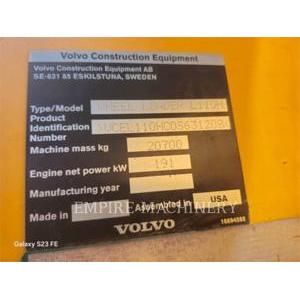 Volvo Construction Equipment
Volvo Construction Equipment AB
SE-631 85 ESKILSTUNA, SWEDEN
Type/Model WHEEL LOADER L110H
Product
Identification
Number
Machine mass kg 20700
Engine net power kW 191
Manufacturing year
Made in Assembled in USA
EMPIRE MACHINERY
VOLVO
Galaxy S23 FE